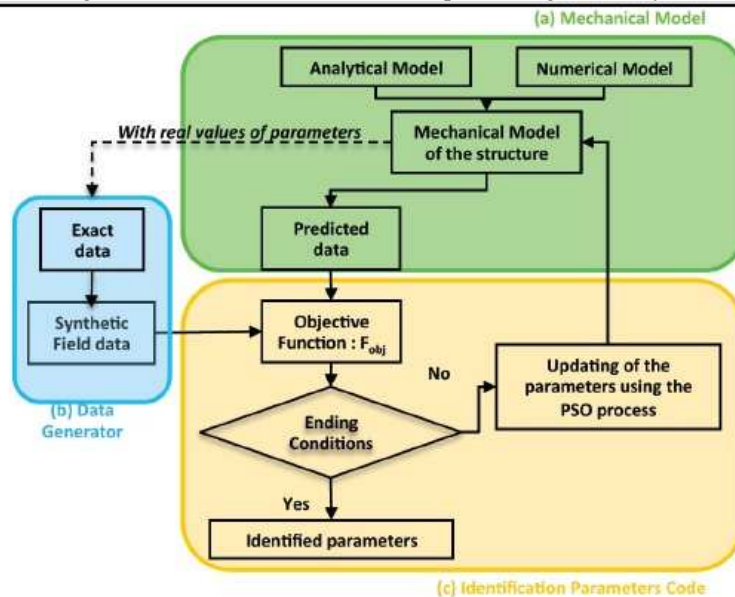 (a) Mechanical Model
Analytical Model
Numerical Model
With real values of parameters
Mechanical Model
of the structure
Exact
data
Predicted
data
Synthetic
Field data
Objective
Function : Fobj
No
Updating of the
parameters using the
PSO process
(b) Data
Generator
Ending
Conditions
Yes
Identified parameters
(c) Identification Parameters Code